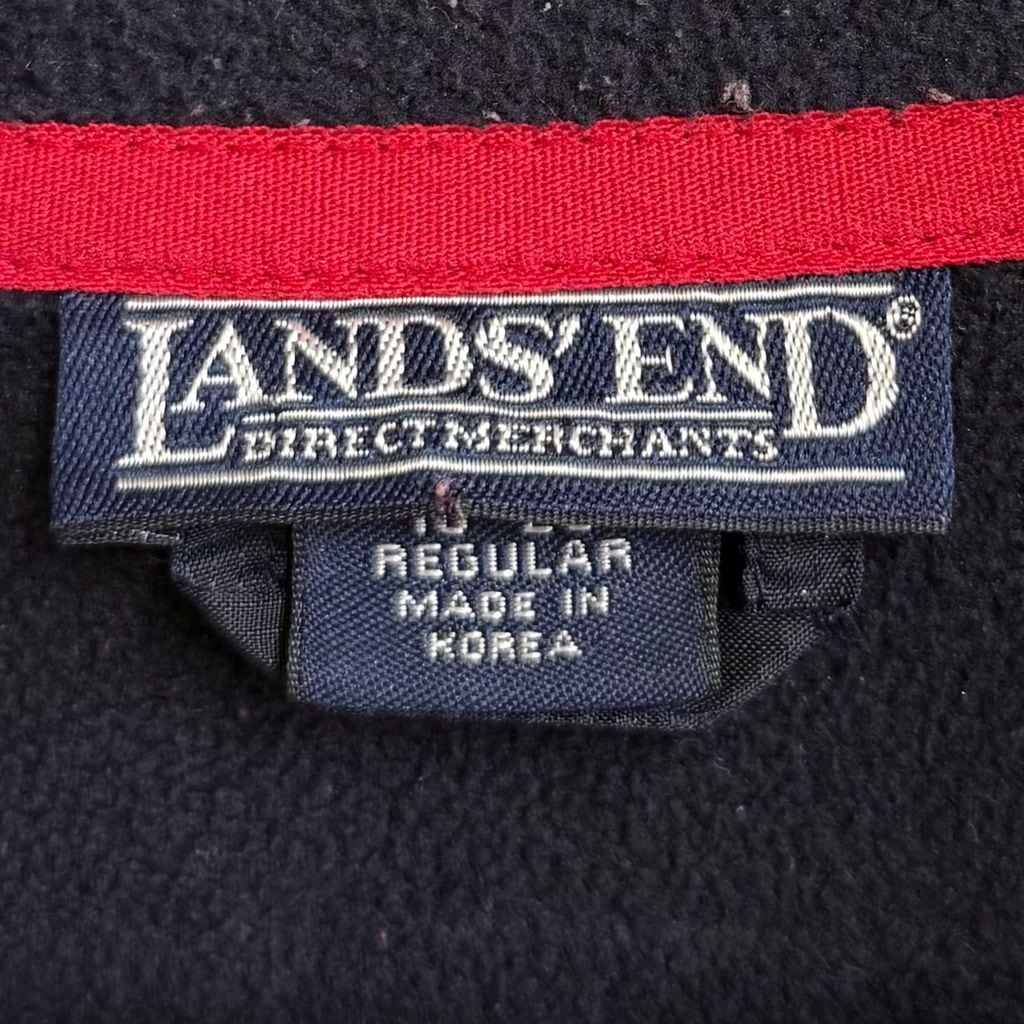 LANDS' END®
DIRECT MERCHANTS
REGULAR
MADE IN
KOREA